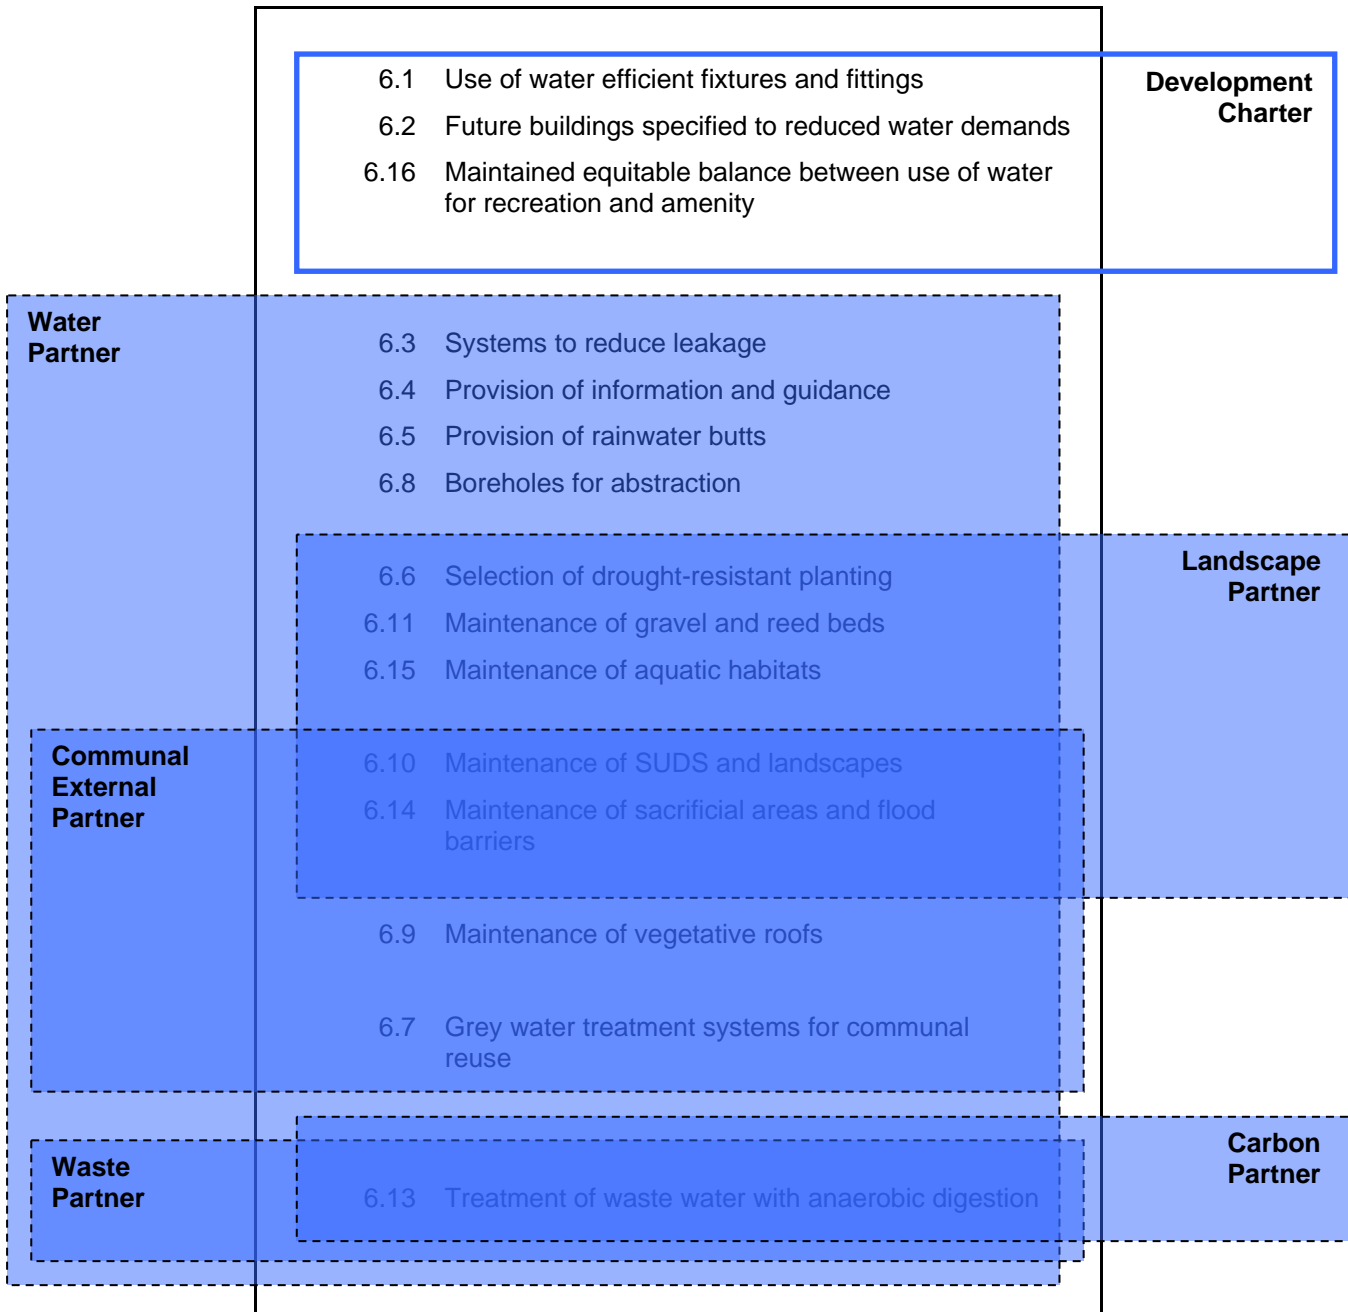 6.1 Use of water efficient fixtures and fittings
Development
Charter
6.2 Future buildings specified to reduced water demands
6.16 Maintained equitable balance between use of water
for recreation and amenity
Water
Partner
6.3 Systems to reduce leakage
6.4 Provision of information and guidance
6.5 Provision of rainwater butts
6.8 Boreholes for abstraction
Landscape
Partner
6.6 Selection of drought-resistant planting
6.11 Maintenance of gravel and reed beds
6.15 Maintenance of aquatic habitats
Communal
External
Partner
6.10 Maintenance of SUDS and landscapes
6.14 Maintenance of sacrificial areas and flood
barriers
6.9 Maintenance of vegetative roofs
6.7 Grey water treatment systems for communal
reuse
Carbon
Partner
Waste
Partner
6.13 Treatment of waste water with anaerobic digestion